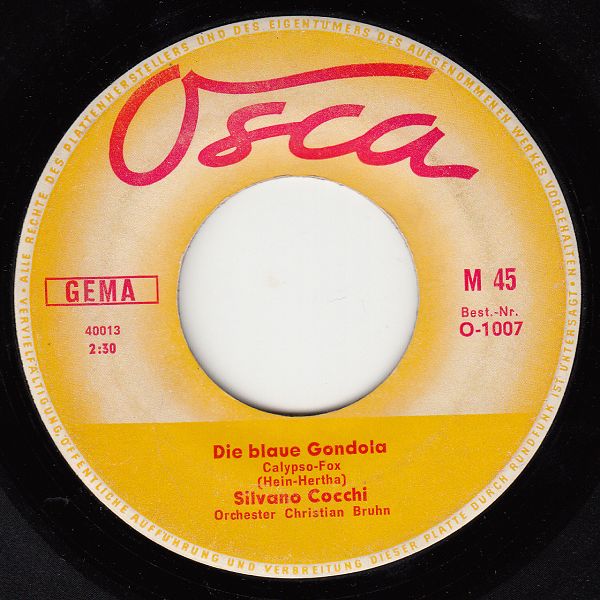 Osca
GEMA
40013
2:30
M 45
Best.-Nr.
O-1007
Die blaue Gondola
Calypso-Fox
(Hein-Hertha)
Silvano Cocchi
Orchester Christian Bruhn
ALLE RECHTE DES PLATTENHERSTELLERS UND DES EIGENTÜMERS DES AUFGENOMMENEN WERKES VORBEHALTEN · VERVIELFÄLTIGUNG, ÖFFENTLICHE AUFFÜHRUNG UND VERBREITUNG DIESER PLATTE DURCH RUNDFUNK IST UNTERSAGT ·